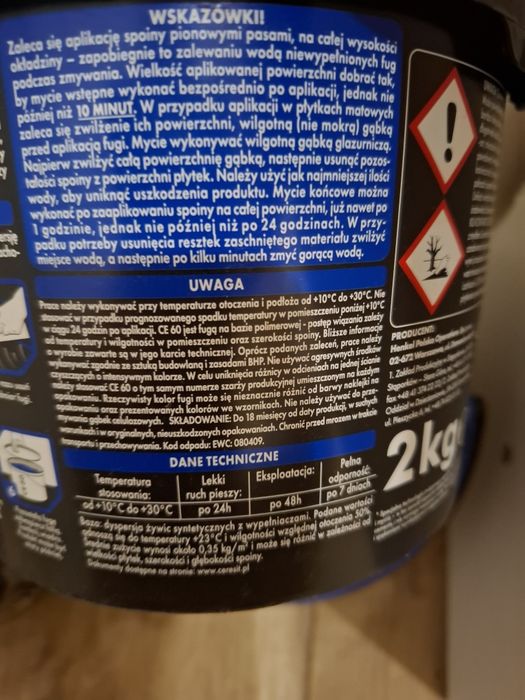 WSKAZÓWKI!
Zaleca się aplikację spoiny pionowymi pasami, na całej wysokości
okładziny – zapobiegnie to zalewaniu wodą niewypełnionych fug
podczas zmywania. Wielkość aplikowanej powierzchni dobrać tak,
by mycie wstępne wykonać bezpośrednio po aplikacji, jednak nie
później niż 10 MINUT. W przypadku aplikacji w płytkach matowych
zaleca się zwilżenie ich powierzchni, wilgotną (nie mokrą) gąbką
przed aplikacją fugi. Mycie wykonywać wilgotną gąbką glazurniczą.
Najpierw zwilżyć całą powierzchnię gąbką, następnie usunąć pozos-
tałości spoiny z powierzchni płytek. Należy użyć jak najmniejszej ilości
wody, aby uniknąć uszkodzenia produktu. Mycie końcowe można
wykonać po zaaplikowaniu spoiny na całej powierzchni, już nawet po
1 godzinie, jednak nie później niż po 24 godzinach. W przy-
padku potrzeby usunięcia resztek zaschniętego materiału zwilżyć
miejsce wodą, a następnie po kilku minutach zmyć gorącą wodą.
UWAGA
Prace należy wykonywać przy temperaturze otoczenia i podłoża od +10°C do +30°C. Nie
stosować w przypadku prognozowanego spadku temperatury w pomieszczeniu poniżej +10°C
w ciągu 24 godzin po aplikacji. CE 60 jest fugą na bazie polimerowej - postęp wiązania zależy
od temperatury i wilgotności w pomieszczeniu oraz szerokości spoiny. Bliższe informacje
o wyrobie zawarte są w jego karcie technicznej. Oprócz podanych zaleceń, prace należy
wykonywać zgodnie ze sztuką budowlaną i zasadami BHP. Nie używać agresywnych środków
czyszczących o intensywnym kolorze. W celu uniknięcia różnicy w odcieniach na jednej ścianie
należy stosować CE 60 o tym samym numerze szarży produkcyjnej umieszczonym na każdym
opakowaniu. Rzeczywisty kolor fugi może się nieznacznie różnić od barwy naklejki na
opakowaniu oraz prezentowanych kolorów we wzornikach. Nie należy używać do prze-
mywania gąbek celulozowych. SKŁADOWANIE: Do 18 miesięcy od daty produkcji, w suchych
warunkach i w oryginalnych, nieuszkodzonych opakowaniach. Chronić przed mrozem w trakcie
transportu i przechowywania. Kod odpadu: EWC: 080409.
DANE TECHNICZNE
Temperatura stosowania: Lekki ruch pieszy: Eksploatacja: Pełna odporność:
od +10°C do +30°C po 24h po 48h po 7 dniach
Baza: dyspersja żywic syntetycznych z wypełniaczami. Podane wartości
odnoszą się do temperatury +23°C i wilgotności względnej otoczenia 50%.
zużycie wynosi około 0,35 kg/m² i może się różnić w zależności od
wielkości płytek, szerokości i głębokości spoiny.
Dokumenty dostępne na stronie: www.ceresit.pl
PRODUCENT:
Henkel Polska Operations
02-672 Warszawa,
1. Zakład
Stąporków
2kg